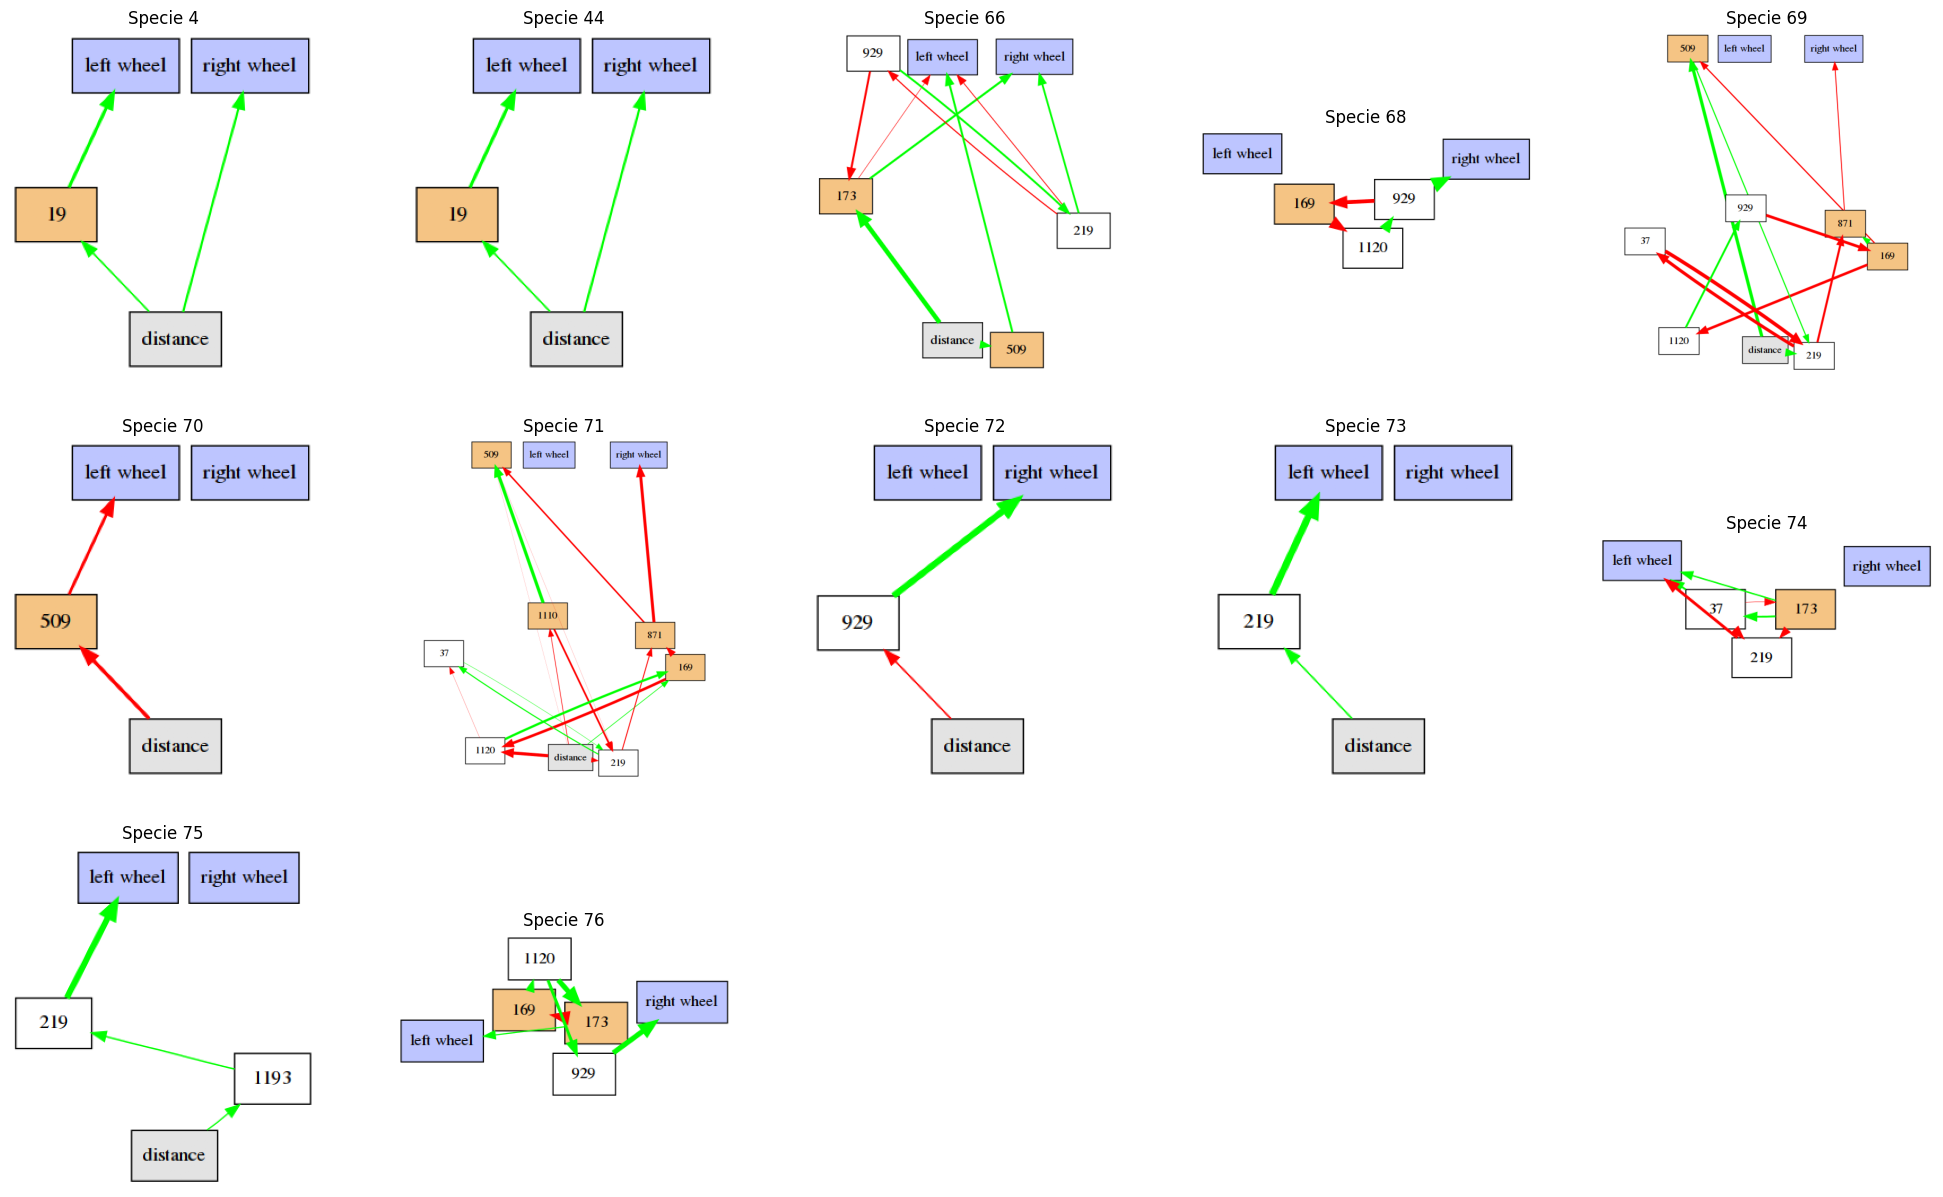 Specie 4
left wheel
right wheel
19
distance
Specie 44
left wheel
right wheel
19
distance
Specie 66
929
left wheel
right wheel
173
219
distance
509
Specie 68
left wheel
right wheel
169
929
1120
Specie 69
509
left wheel
right wheel
929
871
37
169
1120
distance
219
Specie 70
left wheel
right wheel
509
distance
Specie 71
509
left wheel
right wheel
1110
871
37
169
1120
distance
219
Specie 72
left wheel
right wheel
929
distance
Specie 73
left wheel
right wheel
219
distance
Specie 74
left wheel
right wheel
37
173
219
Specie 75
left wheel
right wheel
219
1193
distance
Specie 76
1120
169
173
right wheel
left wheel
929